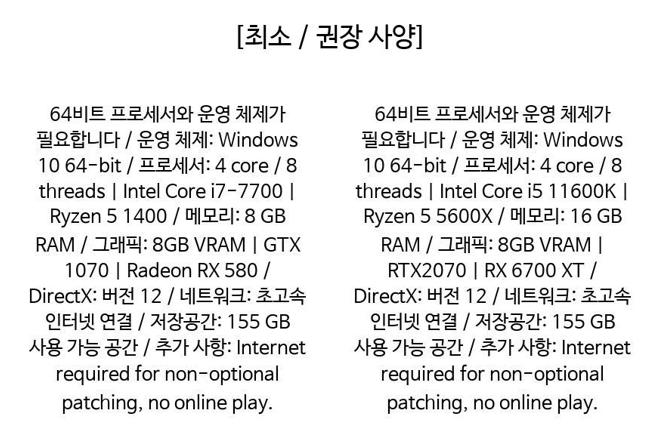 [최소 / 권장 사양]
64비트 프로세서와 운영 체제가
필요합니다 / 운영 체제: Windows
10 64-bit / 프로세서: 4 core / 8
threads | Intel Core i7-7700 |
Ryzen 5 1400 / 메모리: 8 GB
RAM / 그래픽: 8GB VRAM | GTX
1070 | Radeon RX 580 /
DirectX: 버전 12 / 네트워크: 초고속
인터넷 연결 / 저장공간: 155 GB
사용 가능 공간 / 추가 사항: Internet
required for non-optional
patching, no online play.
64비트 프로세서와 운영 체제가
필요합니다 / 운영 체제: Windows
10 64-bit / 프로세서: 4 core / 8
threads | Intel Core i5 11600K |
Ryzen 5 5600X / 메모리: 16 GB
RAM / 그래픽: 8GB VRAM |
RTX2070 | RX 6700 XT /
DirectX: 버전 12 / 네트워크: 초고속
인터넷 연결 / 저장공간: 155 GB
사용 가능 공간 / 추가 사항: Internet
required for non-optional
patching, no online play.